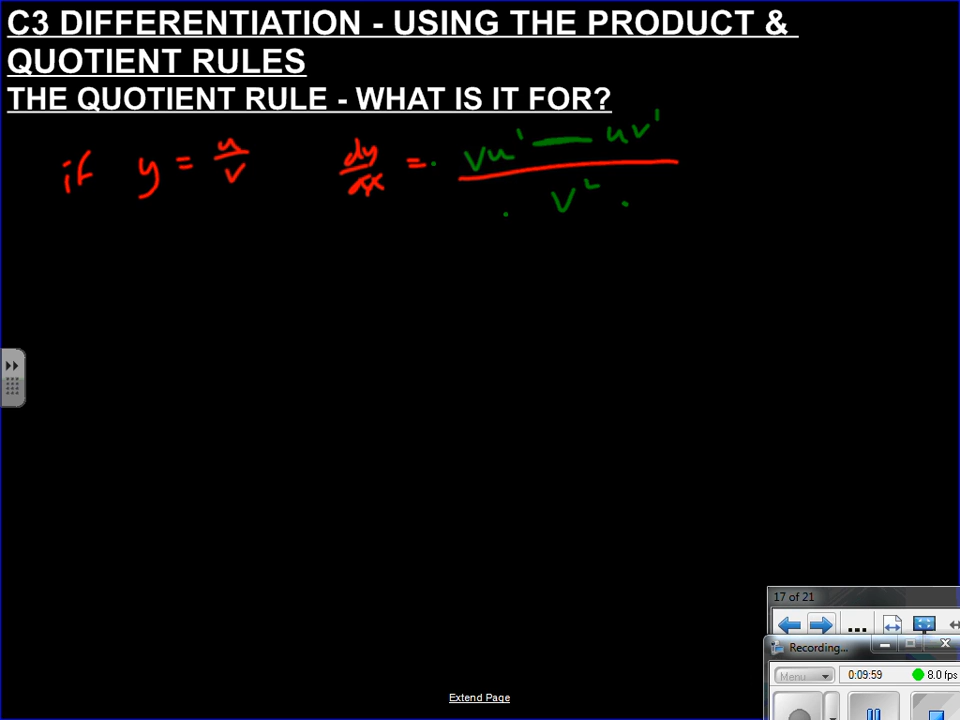 C3 DIFFERENTIATION - USING THE PRODUCT &
QUOTIENT RULES
THE QUOTIENT RULE - WHAT IS IT FOR?
if y = u/v dy/dx = vu' - uv' / v²
17 of 21
...
Recording...
Menu 0:09:59 8.0 fps
Extend Page